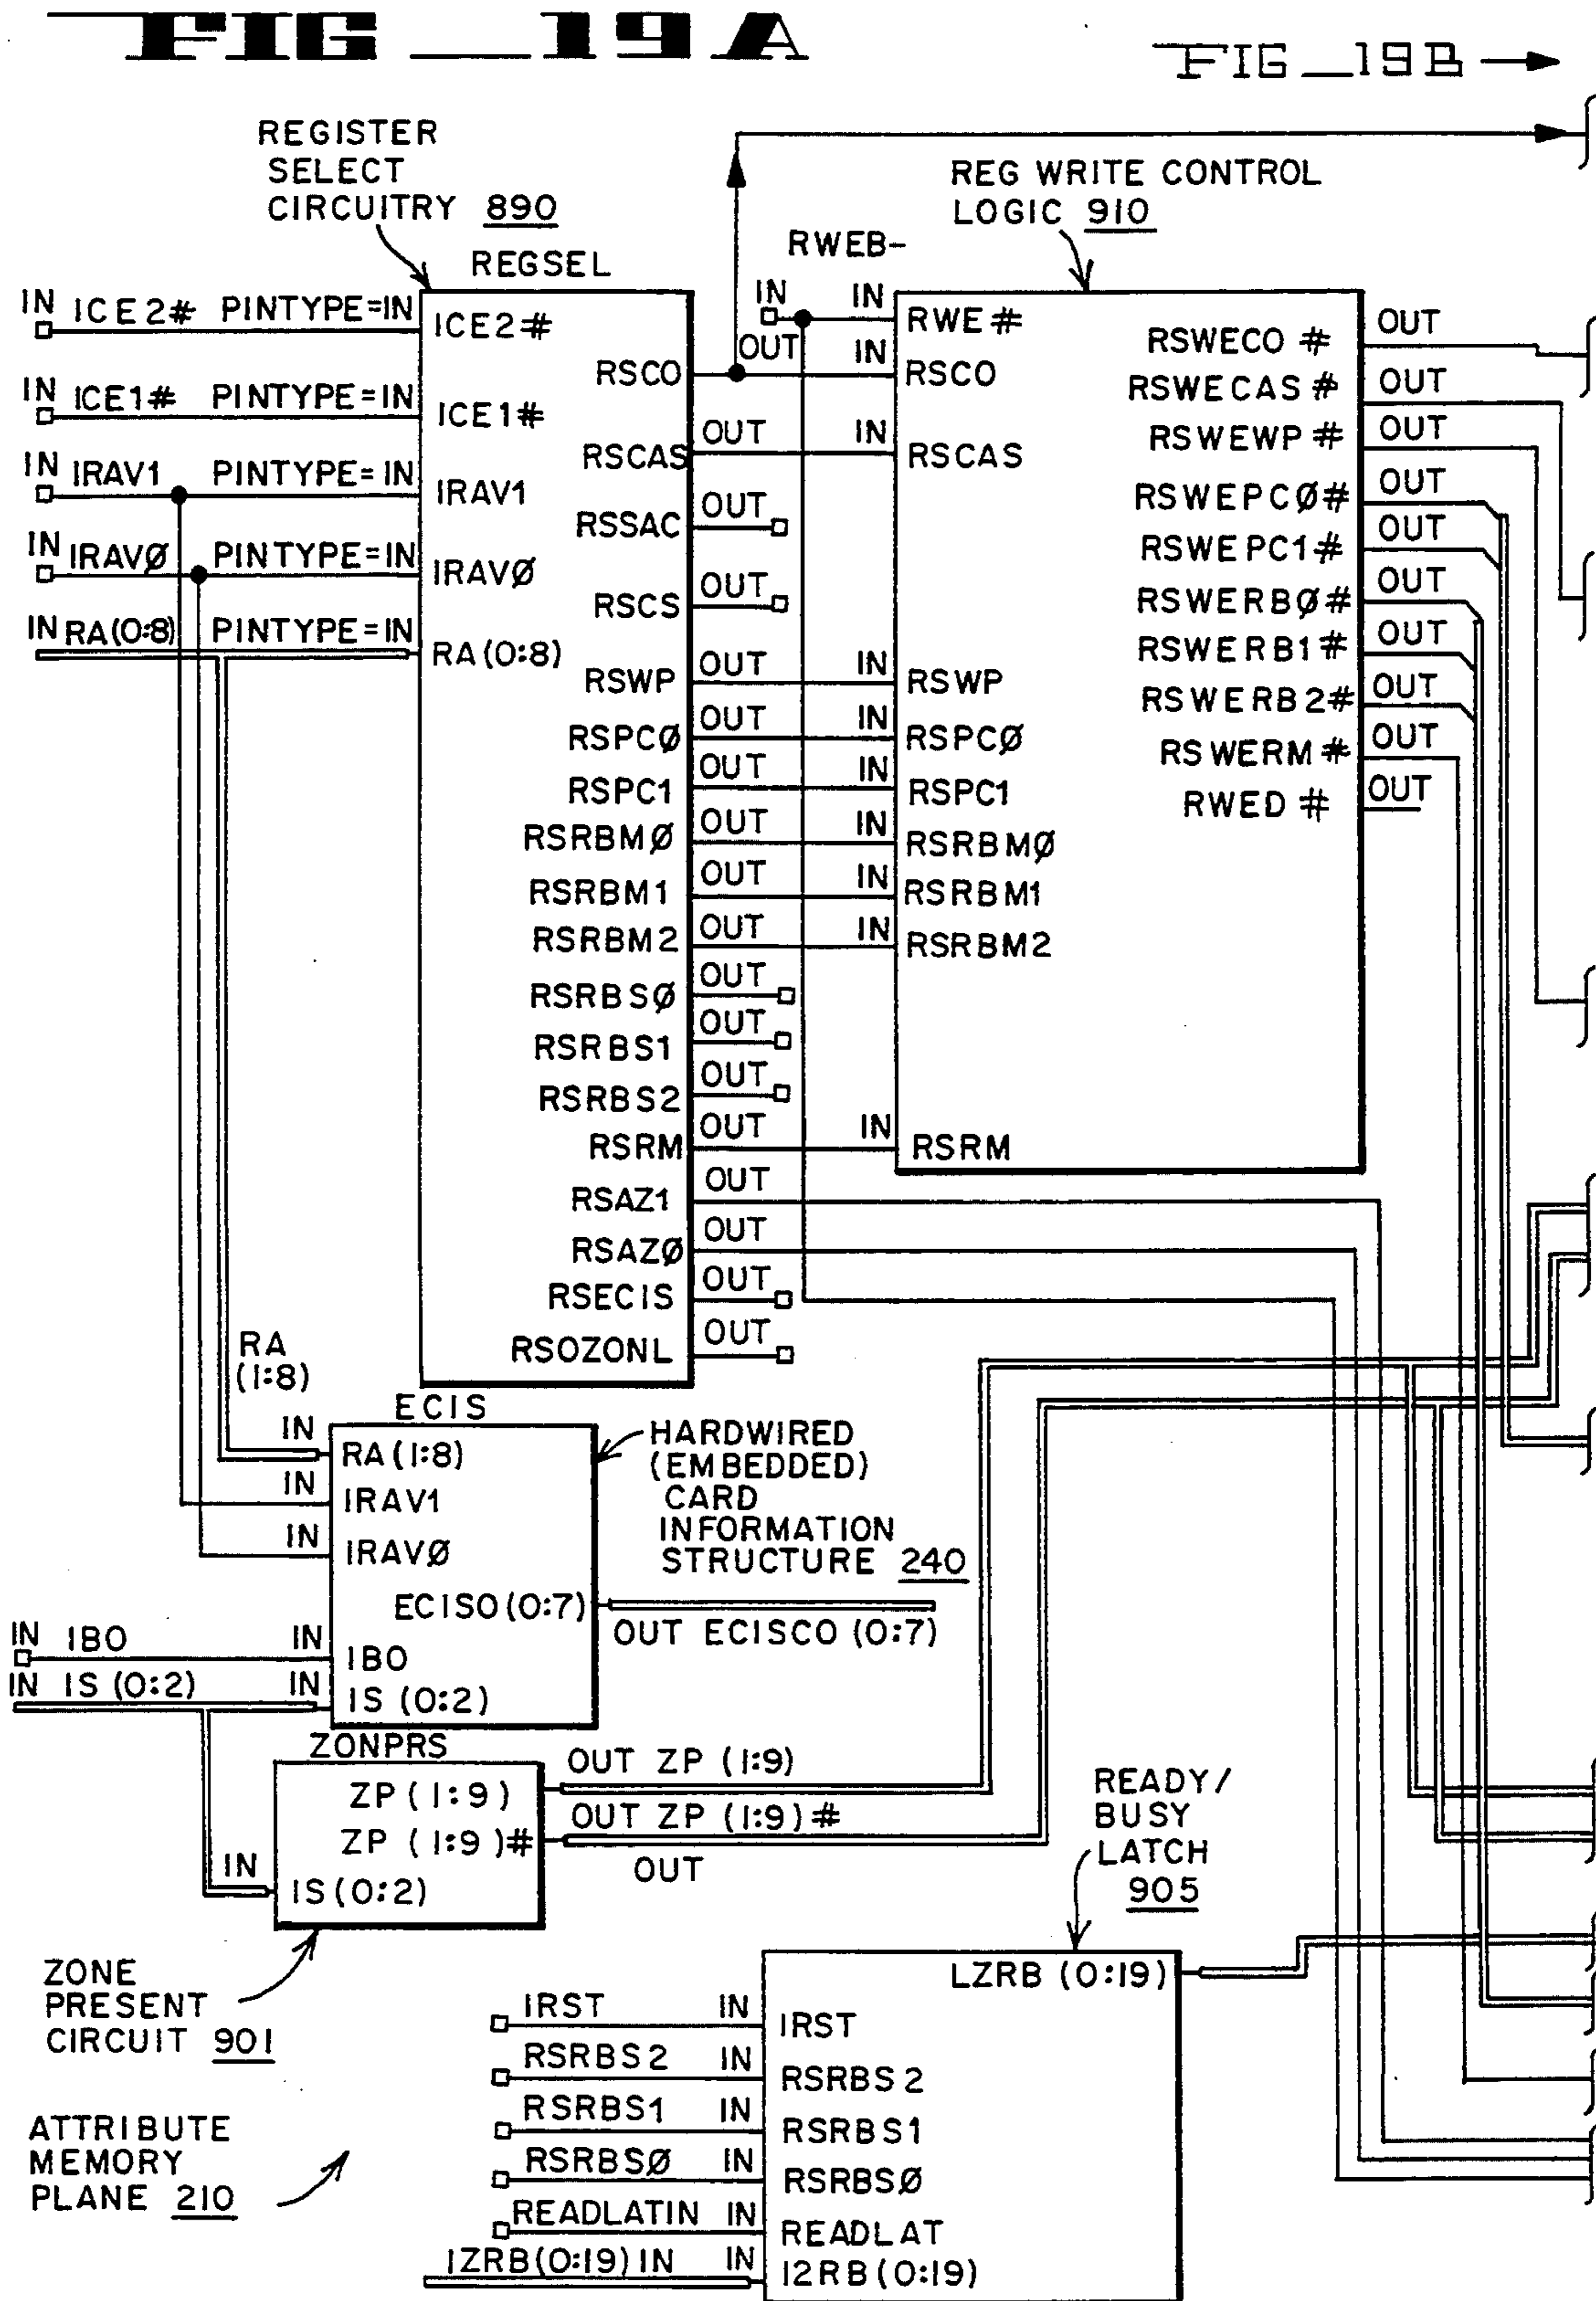 FIG_19A
FIG_19B
REGISTER
SELECT
CIRCUITRY 890
REGSEL
REG WRITE CONTROL
LOGIC 910
RWEB-
IN ICE2# PINTYPE=IN
IN ICE1# PINTYPE=IN
IN IRAV1 PINTYPE=IN
IN IRAVØ PINTYPE=IN
IN RA(0:8) PINTYPE=IN
ICE2#
ICE1#
IRAV1
IRAVØ
RA(0:8)
RSCO OUT
RSCAS OUT
RSSAC OUT
RSCS OUT
RSWP OUT
RSPCØ OUT
RSPC1 OUT
RSRBMØ OUT
RSRBM1 OUT
RSRBM2 OUT
RSRBSØ OUT
RSRBS1 OUT
RSRBS2 OUT
RSRM OUT
RSAZ1 OUT
RSAZØ OUT
RSECIS OUT
RSOZONL OUT
IN IN RWE#
IN RSCO
IN RSCAS
IN RSWP
IN RSPCØ
IN RSPC1
IN RSRBMØ
IN RSRBM1
IN RSRBM2
IN RSRM
RSWECO # OUT
RSWECAS # OUT
RSWEWP # OUT
RSWEPCØ# OUT
RSWEPC1# OUT
RSWERBØ# OUT
RSWERB1# OUT
RSWERB2# OUT
RSWERM # OUT
RWED # OUT
RA
(1:8)
ECIS
IN RA(1:8)
IN IRAV1
IN IRAVØ
ECISO(0:7)
OUT ECISCO (0:7)
HARDWIRED
(EMBEDDED)
CARD
INFORMATION
STRUCTURE 240
IN IBO IN IBO
IN IS (0:2) IN IS (0:2)
ZONPRS
ZP (1:9) OUT ZP (1:9)
ZP (1:9)# OUT ZP (1:9)#
OUT
IN IS(0:2)
ZONE
PRESENT
CIRCUIT 901
READY/
BUSY
LATCH
905
LZRB (0:19)
IRST IN IRST
RSRBS2 IN RSRBS2
RSRBS1 IN RSRBS1
RSRBSØ IN RSRBSØ
READLATIN IN READLAT
IZRB(0:19)IN IN I2RB(0:19)
ATTRIBUTE
MEMORY
PLANE 210